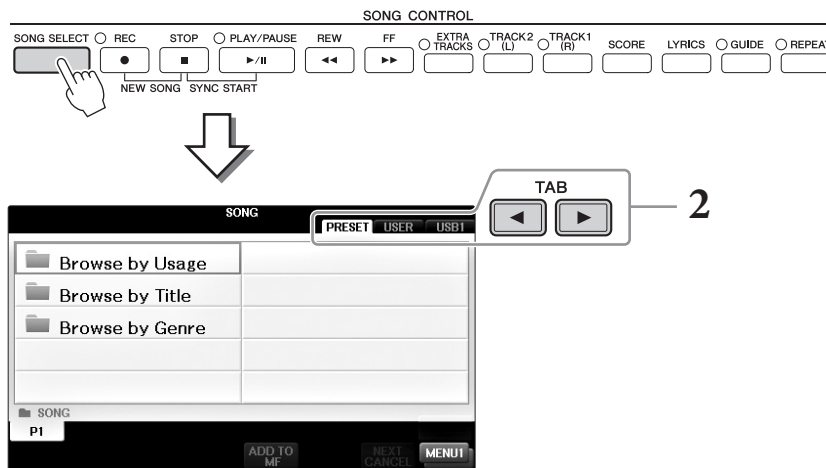 SONG CONTROL
SONG SELECT REC STOP PLAY/PAUSE REW FF EXTRA TRACKS TRACK2 (L) TRACK1 (R) SCORE LYRICS GUIDE REPEAT
NEW SONG SYNC START
TAB
2
SONG
PRESET USER USB1
Browse by Usage
Browse by Title
Browse by Genre
SONG
P1
ADD TO MF NEXT CANCEL MENU1